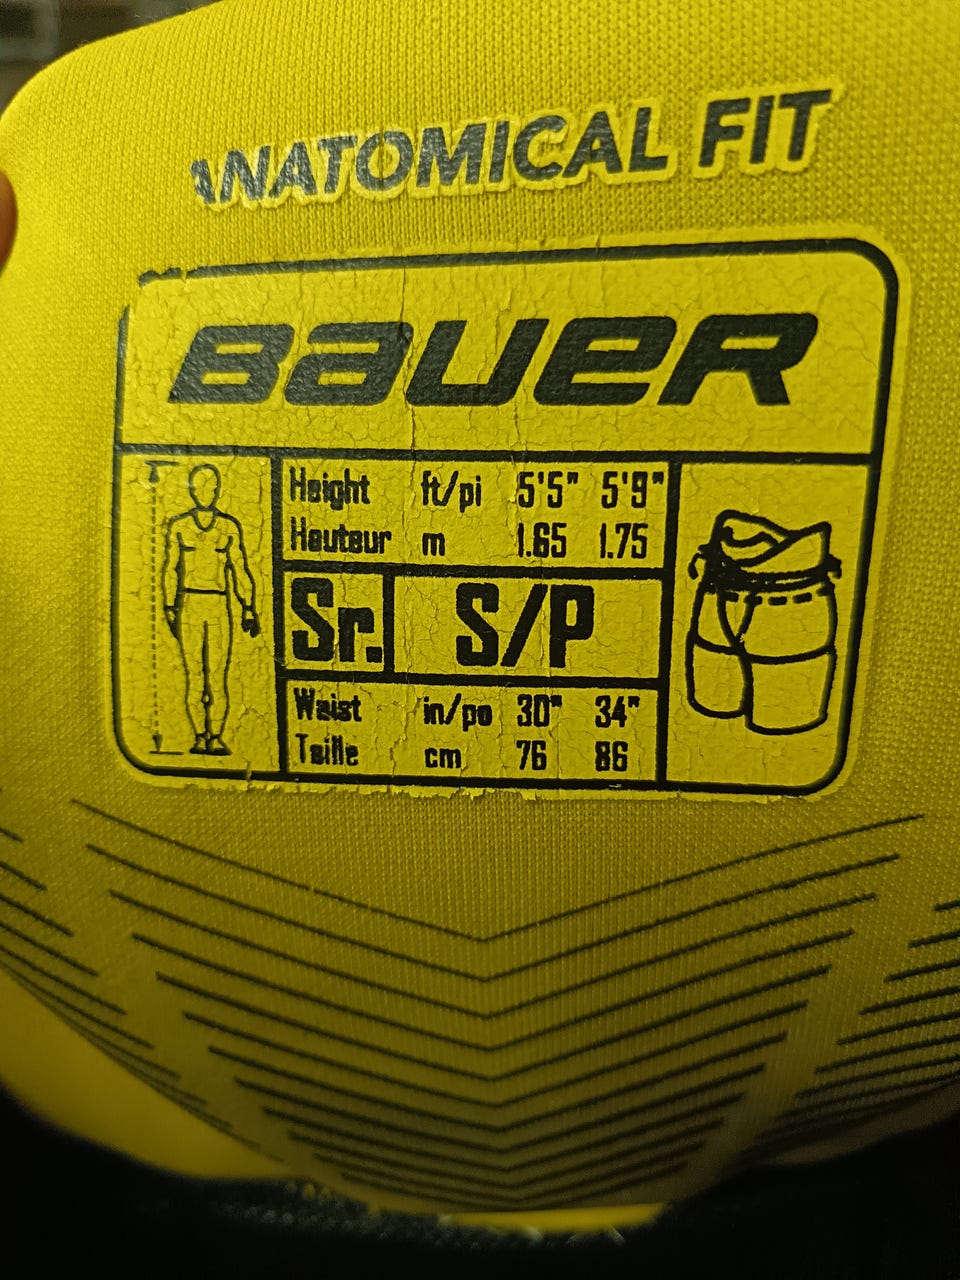 ANATOMICAL FIT
BAUER
Height ft/pi 5'5" 5'9"
Hauteur m 1.65 1.75
Sr. S/P
Waist in/po 30" 34"
Taille cm 76 86